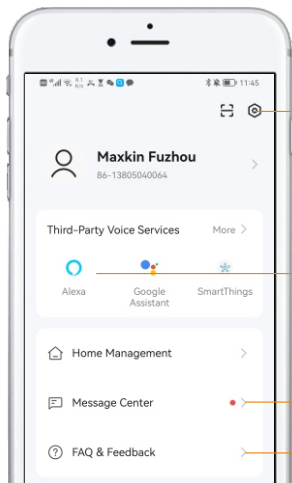 11:45
Maxkin Fuzhou
86-13805040064
Third-Party Voice Services More
Alexa
Google
Assistant
SmartThings
Home Management
Message Center
FAQ & Feedback